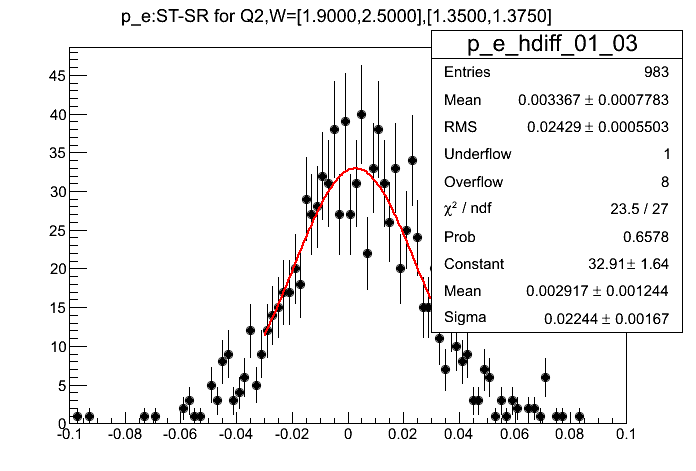 p_e:ST-SR for Q2,W=[1.9000,2.5000],[1.3500,1.3750]
p_e_hdiff_01_03
Entries 983
Mean 0.003367 ± 0.0007783
RMS 0.02429 ± 0.0005503
Underflow 1
Overflow 8
χ² / ndf 23.5 / 27
Prob 0.6578
Constant 32.91± 1.64
Mean 0.002917 ± 0.001244
Sigma 0.02244 ± 0.00167
45
40
35
30
25
20
15
10
5
0
-0.1 -0.08 -0.06 -0.04 -0.02 0 0.02 0.04 0.06 0.08 0.1